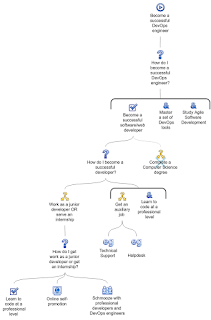 Become a
successful
DevOps
engineer
How do I
become a
successful
DevOps
engineer?
Become a
successful
software/web
developer
Master
a set of
DevOps
tools
Study Agile
Software
Development
How do I become a
successful
developer?
Complete a
Computer Science
degree
Work as a junior
developer OR
serve an
internship
Get an
auxiliary
job
Learn to
code at a
professional
level
How do I get
work as a junior
developer or get
an internship?
Technical
Support
Helpdesk
Learn to
code at a
professional
level
Online self-
promotion
Schmooze with
professional
developers and
DevOps engineers